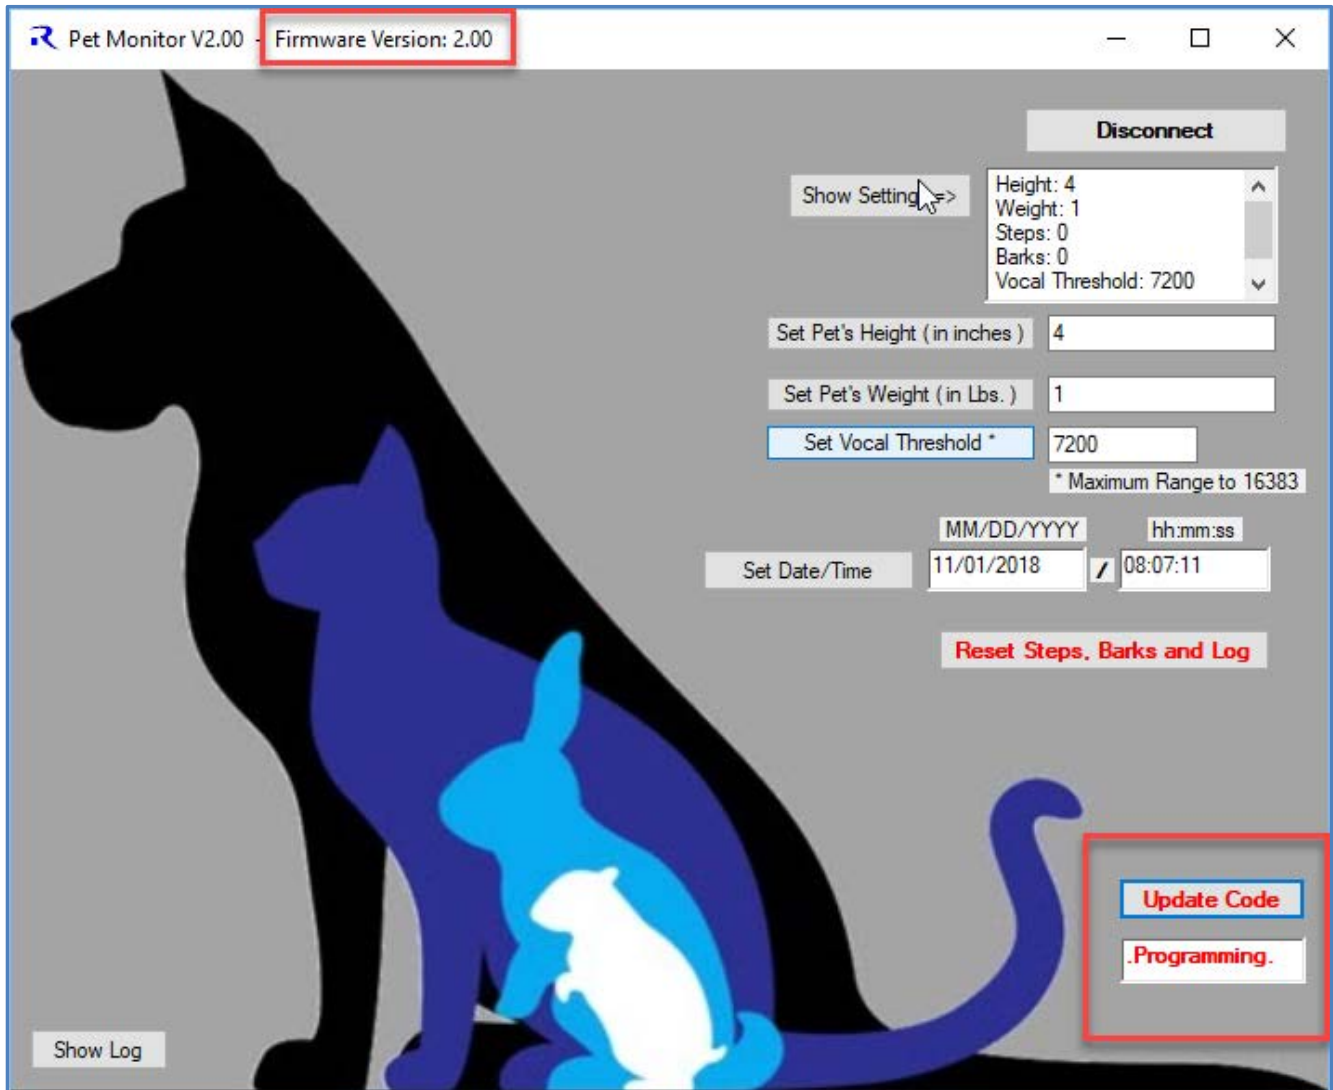 Pet Monitor V2.00 - Firmware Version: 2.00
Disconnect
Show Setting =>
Height: 4
Weight: 1
Steps: 0
Barks: 0
Vocal Threshold: 7200
Set Pet's Height ( in inches )
4
Set Pet's Weight ( in Lbs. )
1
Set Vocal Threshold *
7200
* Maximum Range to 16383
MM/DD/YYYY
hh:mm:ss
Set Date/Time
11/01/2018 / 08:07:11
Reset Steps, Barks and Log
Update Code
.Programming.
Show Log